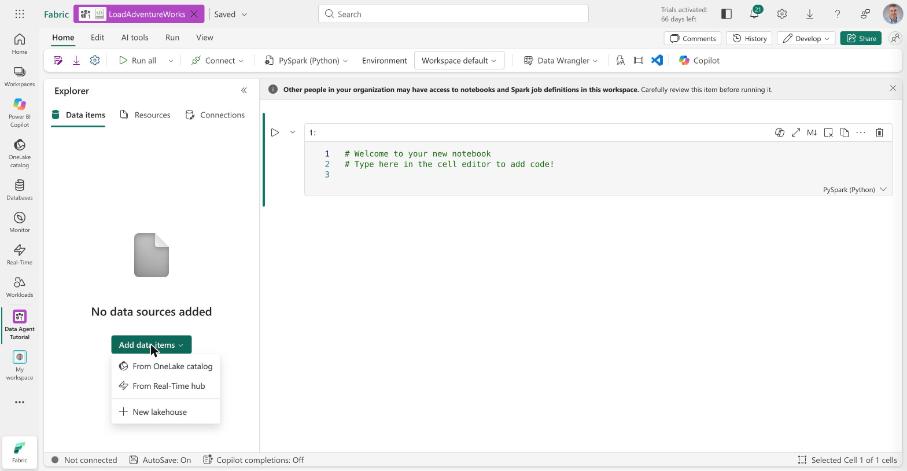 Fabric
LoadAdventureWorks
Saved
Search
Trials activated:
66 days left
21
Home
Edit
AI tools
Run
View
Comments
History
Develop
Share
Run all
Connect
PySpark (Python)
Environment
Workspace default
Data Wrangler
Copilot
Home
Workspaces
Power BI
Copilot
OneLake
catalog
Databases
Monitor
Real-Time
Workloads
Data Agent
Tutorial
My
workspace
Fabric
Explorer
Data items
Resources
Connections
No data sources added
Add data items
From OneLake catalog
From Real-Time hub
New lakehouse
Other people in your organization may have access to notebooks and Spark job definitions in this workspace. Carefully review this item before running it.
1:
M↓
1 # Welcome to your new notebook
2 # Type here in the cell editor to add code!
3
PySpark (Python)
Not connected
AutoSave: On
Copilot completions: Off
Selected Cell 1 of 1 cells